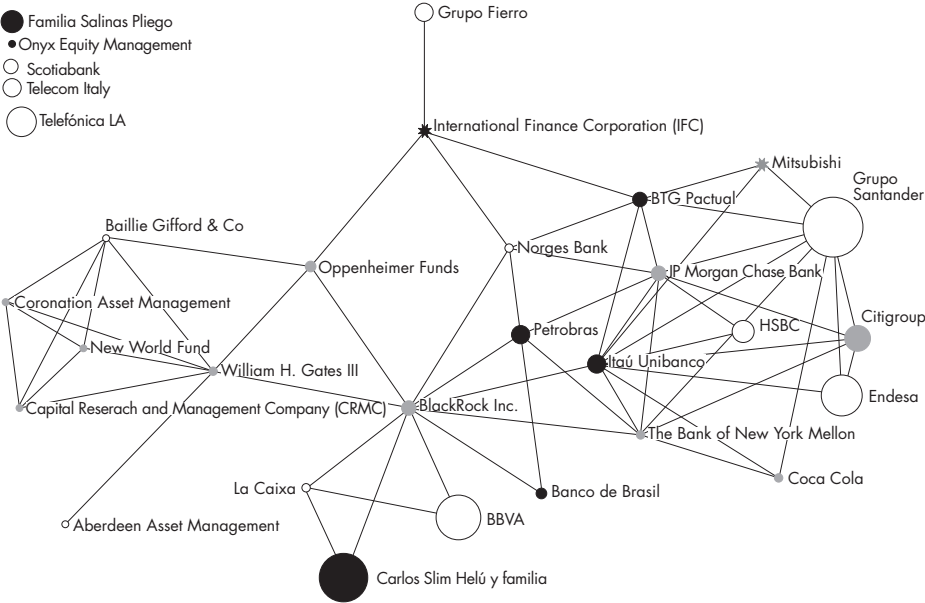 Familia Salinas Pliego
Onyx Equity Management
Scotiabank
Telecom Italy
Telefónica LA
Grupo Fierro
International Finance Corporation (IFC)
Mitsubishi
Grupo
Santander
BTG Pactual
Baillie Gifford & Co
Norges Bank
Oppenheimer Funds
JP Morgan Chase Bank
Coronation Asset Management
Citigroup
HSBC
Petrobras
New World Fund
Itaú Unibanco
William H. Gates III
Endesa
Capital Reserach and Management Company (CRMC)
BlackRock Inc.
The Bank of New York Mellon
Coca Cola
La Caixa
Banco de Brasil
BBVA
Aberdeen Asset Management
Carlos Slim Helú y familia